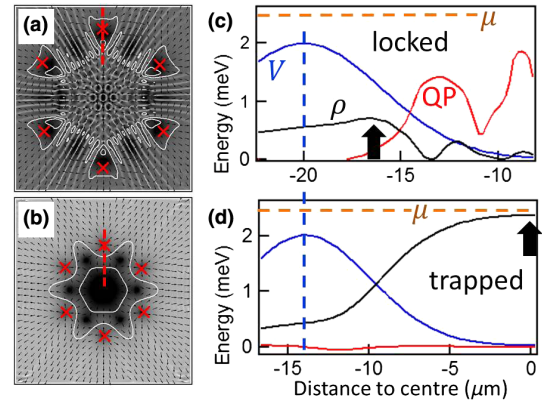 (a)
(b)
(c)
locked
μ
V
ρ
QP
Energy (meV)
2
1
0
-20
-15
-10
(d)
μ
trapped
Energy (meV)
3
2
1
0
-15
-10
-5
0
Distance to centre (μm)